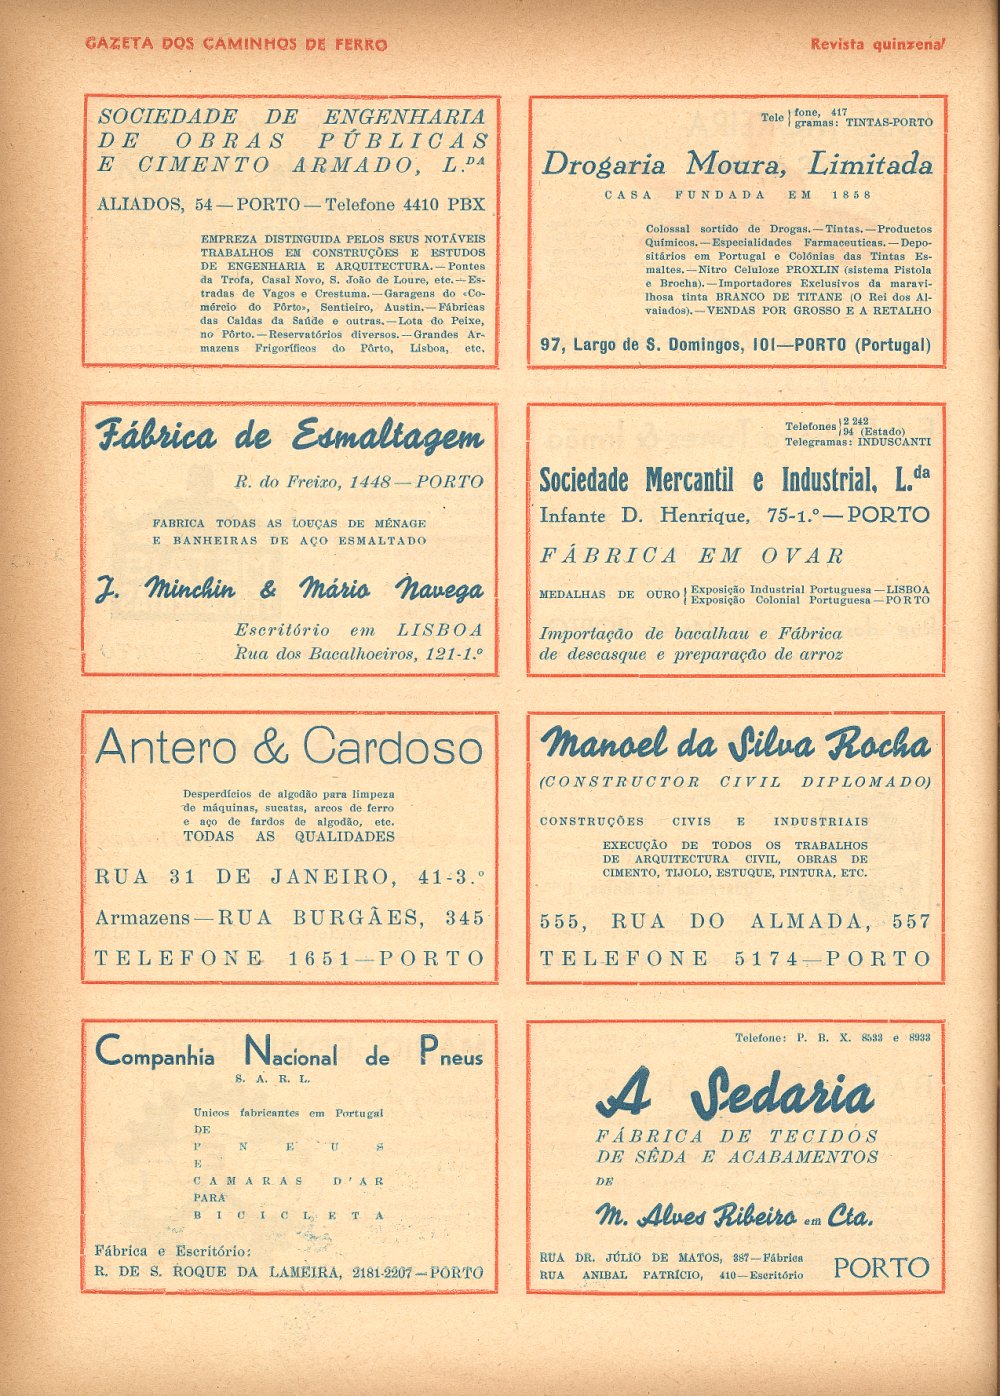 GAZETA DOS CAMINHOS DE FERRO
Revista quinzenal
SOCIEDADE DE ENGENHARIA
DE OBRAS PÚBLICAS
E CIMENTO ARMADO, L.DA
ALIADOS, 54—PORTO—Telefone 4410 PBX
EMPREZA DISTINGUIDA PELOS SEUS NOTÁVEIS
TRABALHOS EM CONSTRUÇÕES E ESTUDOS
DE ENGENHARIA E ARQUITECTURA.—Pontes
da Trofa, Casal Novo, S. João de Loure, etc.—Es-
tradas de Vagos e Crestuma.—Garagens do «Co-
mércio do Pôrto», Sentieiro, Austin.—Fábricas
das Caldas da Saúde e outras.—Lota do Peixe,
no Pôrto.—Reservatórios diversos.—Grandes Ar-
mazens Frigoríficos do Pôrto, Lisboa, etc.
Tele { fone, 417
gramas: TINTAS-PORTO
Drogaria Moura, Limitada
CASA FUNDADA EM 1858
Colossal sortido de Drogas.—Tintas.—Productos
Químicos.—Especialidades Farmaceuticas.—Depo-
sitários em Portugal e Colónias das Tintas Es-
maltes.—Nitro Celuloze PROXLIN (sistema Pistola
e Brocha).—Importadores Exclusivos da maravi-
lhosa tinta BRANCO DE TITANE (O Rei dos Al-
vaiados).—VENDAS POR GROSSO E A RETALHO
97, Largo de S. Domingos, 101—PORTO (Portugal)
Fábrica de Esmaltagem
R. do Freixo, 1448—PORTO
FABRICA TODAS AS LOUÇAS DE MÉNAGE
E BANHEIRAS DE AÇO ESMALTADO
J. Minchin & Mário Navega
Escritório em LISBOA
Rua dos Bacalhoeiros, 121-1.º
Telefones { 2 242
94 (Estado)
Telegramas: INDUSCANTI
Sociedade Mercantil e Industrial, L.da
Infante D. Henrique, 75-1.º—PORTO
FÁBRICA EM OVAR
MEDALHAS DE OURO { Exposição Industrial Portuguesa—LISBOA
Exposição Colonial Portuguesa—PORTO
Importação de bacalhau e Fábrica
de descasque e preparação de arroz
Antero & Cardoso
Desperdícios de algodão para limpeza
de máquinas, sucatas, arcos de ferro
e aço de fardos de algodão, etc.
TODAS AS QUALIDADES
RUA 31 DE JANEIRO, 41-3.º
Armazens—RUA BURGÃES, 345
TELEFONE 1651—PORTO
Manoel da Silva Rocha
(CONSTRUCTOR CIVIL DIPLOMADO)
CONSTRUÇÕES CIVIS E INDUSTRIAIS
EXECUÇÃO DE TODOS OS TRABALHOS
DE ARQUITECTURA CIVIL, OBRAS DE
CIMENTO, TIJOLO, ESTUQUE, PINTURA, ETC.
555, RUA DO ALMADA, 557
TELEFONE 5174—PORTO
Companhia Nacional de Pneus
S. A. R. L.
Unicos fabricantes em Portugal
DE
PNEUS
E
CAMARAS D'AR
PARA
BICICLETA
Fábrica e Escritório:
R. DE S. ROQUE DA LAMEIRA, 2181-2207—PORTO
Telefone: P. B. X. 8533 e 8933
A Sedaria
FÁBRICA DE TECIDOS
DE SÊDA E ACABAMENTOS
DE
M. Alves Ribeiro em Cta.
RUA DR. JÚLIO DE MATOS, 387—Fábrica
RUA ANIBAL PATRÍCIO, 410—Escritório
PORTO